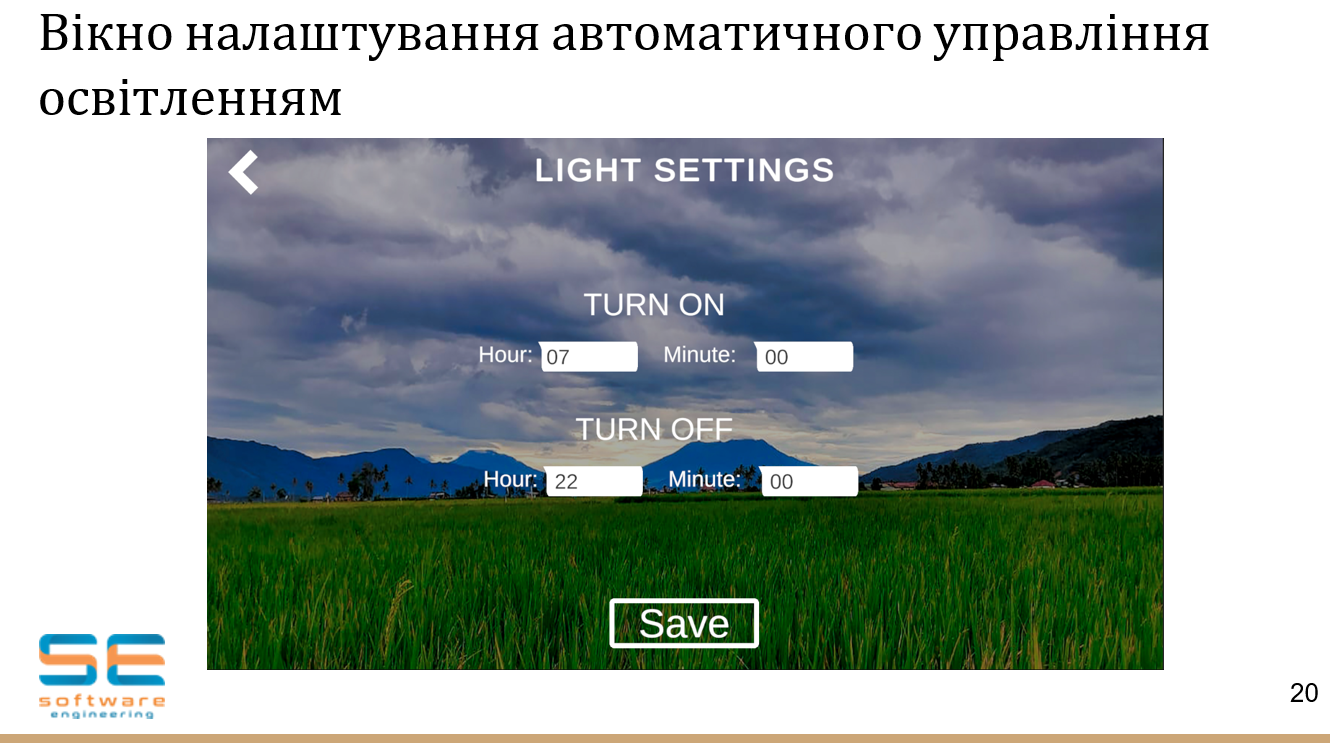 Вікно налаштування автоматичного управління
освітленням
LIGHT SETTINGS
TURN ON
Hour: 07 Minute: 00
TURN OFF
Hour: 22 Minute: 00
Save
SE
software
engineering
20